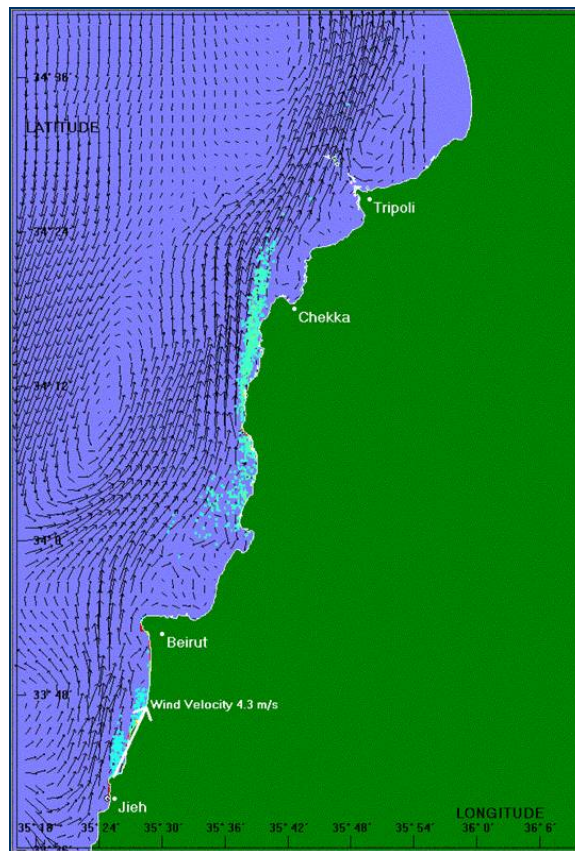 34° 36'
LATITUDE
Tripoli
34° 24'
Chekka
34° 12'
34° 0'
Beirut
33° 48'
Wind Velocity 4.3 m/s
Jieh
LONGITUDE
35° 18' 35° 24' 35° 30' 35° 36' 35° 42' 35° 48' 35° 54' 36° 0' 36° 6'